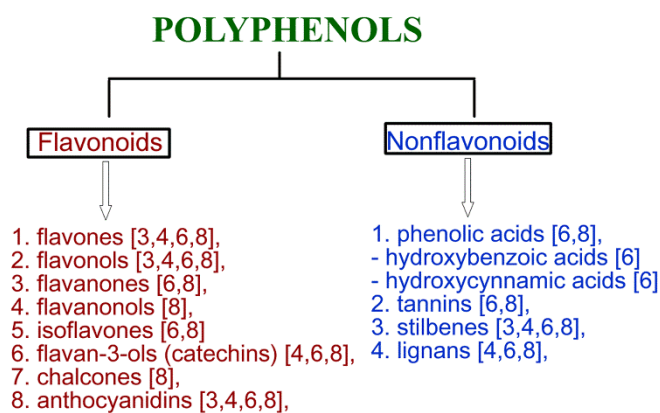 POLYPHENOLS
Flavonoids
1. flavones [3,4,6,8],
2. flavonols [3,4,6,8],
3. flavanones [6,8],
4. flavanonols [8],
5. isoflavones [6,8]
6. flavan-3-ols (catechins) [4,6,8],
7. chalcones [8],
8. anthocyanidins [3,4,6,8],
Nonflavonoids
1. phenolic acids [6,8],
- hydroxybenzoic acids [6]
- hydroxycynnamic acids [6]
2. tannins [6,8],
3. stilbenes [3,4,6,8],
4. lignans [4,6,8],